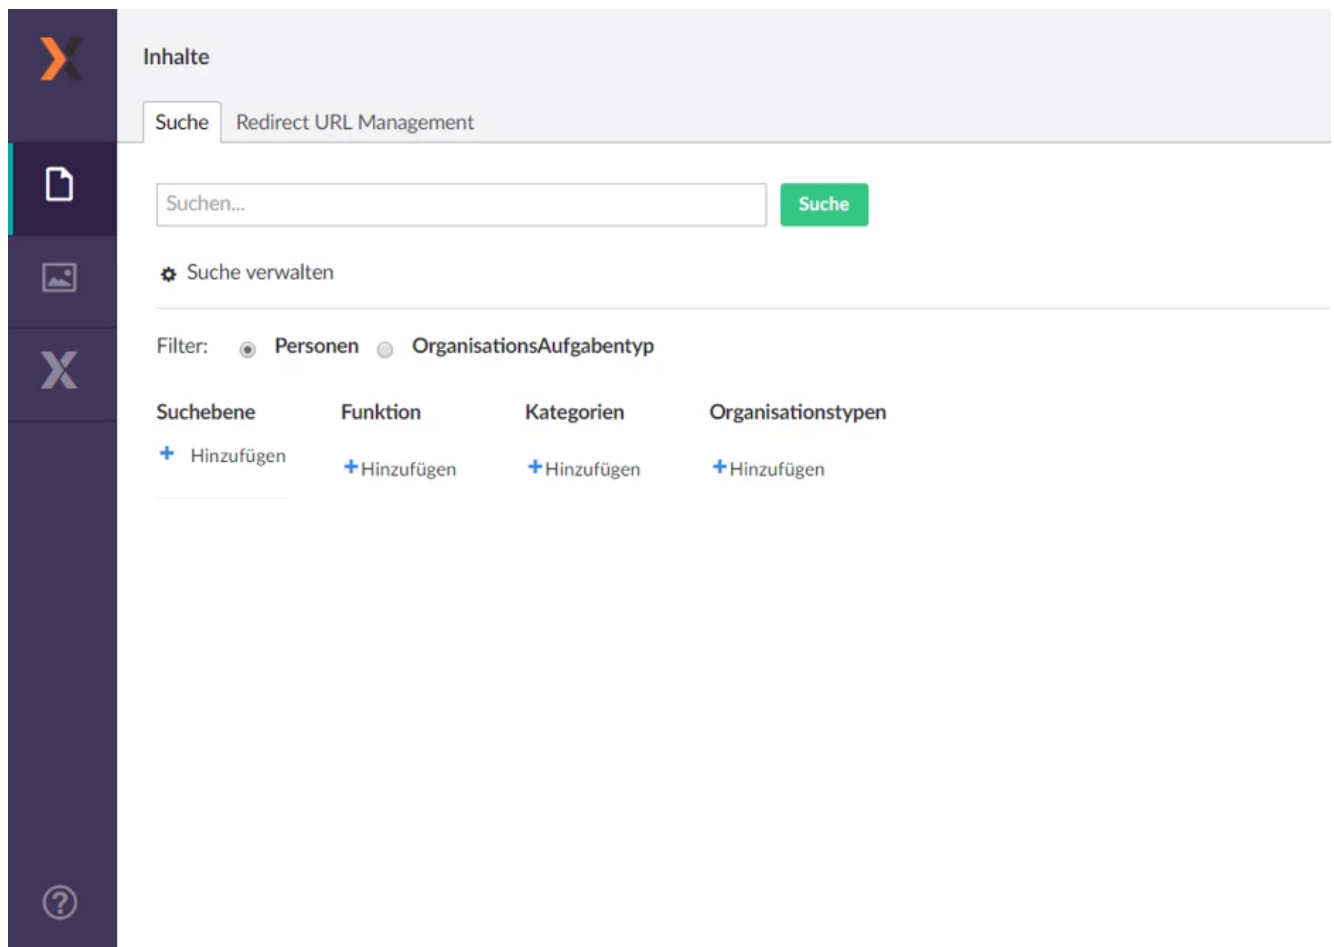 Inhalte
Suche Redirect URL Management
Suchen... Suche
Suche verwalten
Filter: Personen OrganisationsAufgabentyp
Suchebene Funktion Kategorien Organisationstypen
+ Hinzufügen +Hinzufügen +Hinzufügen +Hinzufügen